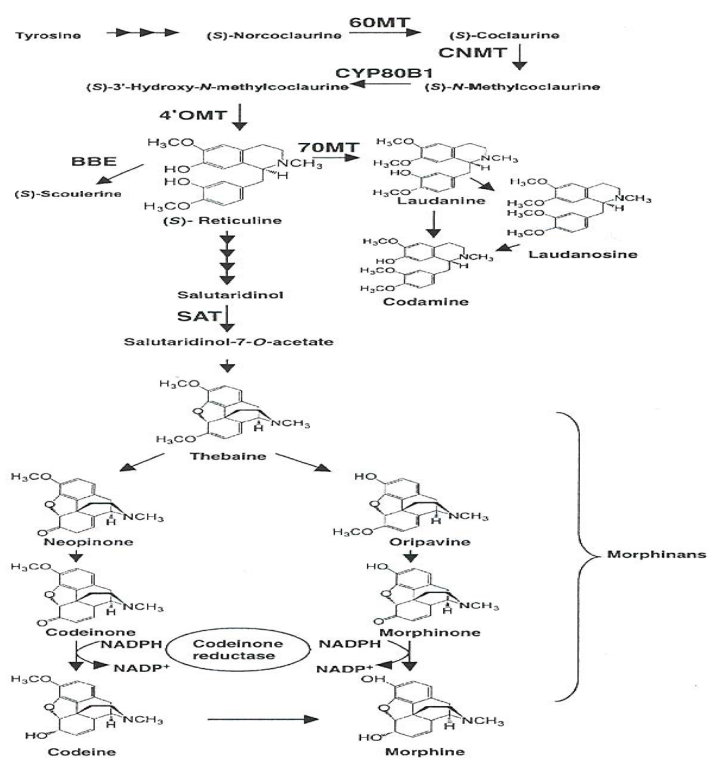 Tyrosine
(S)-Norcoclaurine
6OMT
(S)-Coclaurine
CNMT
(S)-3'-Hydroxy-N-methylcoclaurine
CYP80B1
(S)-N-Methylcoclaurine
4'OMT
BBE
H₃CO
HO
HO
H₃CO
NCH₃
H
7OMT
H₃CO
H₃CO
HO
H₃CO
NCH₃
H
(S)-Scoulerine
(S)- Reticuline
Laudanine
H₃CO
H₃CO
H₃CO
H₃CO
NCH₃
H
Laudanosine
H₃CO
HO
H₃CO
H₃CO
NCH₃
H
Codamine
Salutaridinol
SAT
Salutaridinol-7-O-acetate
H₃CO
O
H₃CO
NCH₃
H
Thebaine
H₃CO
O
O
NCH₃
H
Neopinone
HO
O
H₃CO
NCH₃
H
Oripavine
Morphinans
H₃CO
O
O
NCH₃
H
Codeinone
HO
O
O
NCH₃
H
Morphinone
NADPH
NADP⁺
Codeinone
reductase
NADPH
NADP⁺
H₃CO
O
HO
NCH₃
H
Codeine
OH
O
HO
NCH₃
H
Morphine